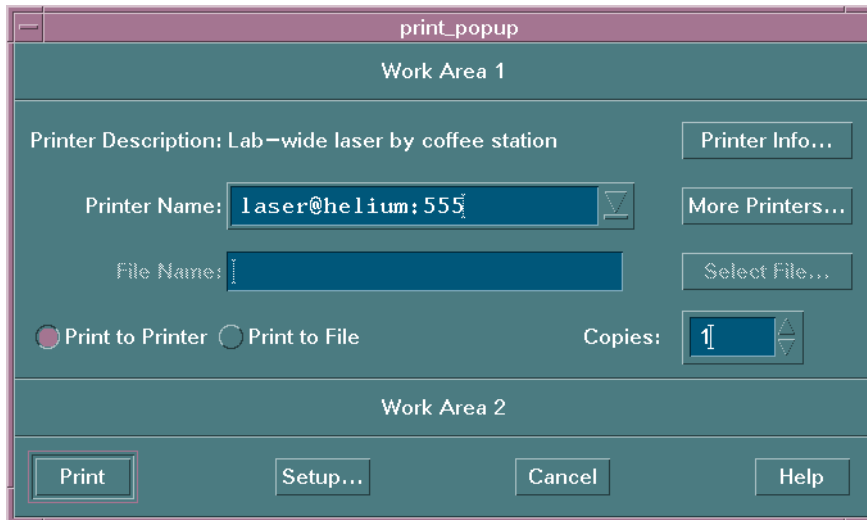 print_popup
Work Area 1
Printer Description: Lab-wide laser by coffee station Printer Info...
Printer Name: laser@helium:555 More Printers...
File Name: Select File...
Print to Printer Print to File Copies: 1
Work Area 2
Print Setup... Cancel Help